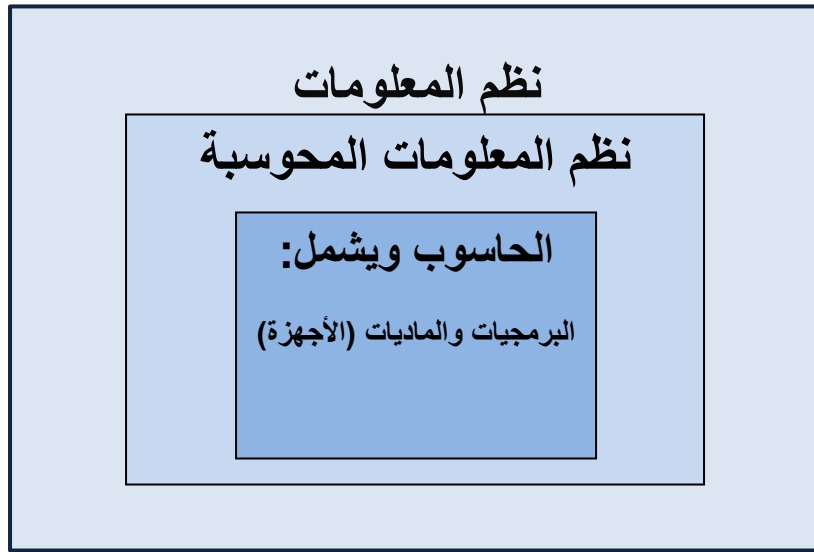 نظم المعلومات
نظم المعلومات المحوسبة
الحاسوب ويشمل:
البرمجيات والماديات (الأجهزة)